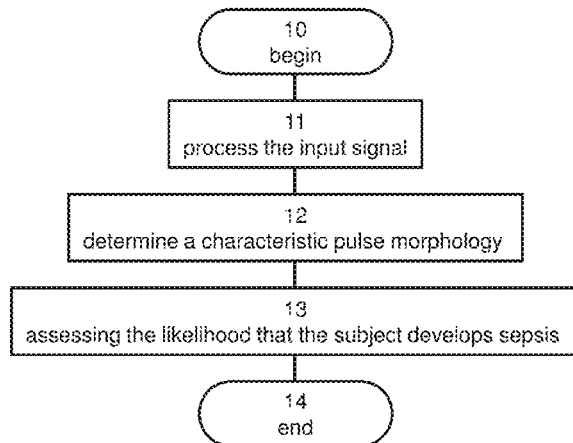 10
begin
11
process the input signal
12
determine a characteristic pulse morphology
13
assessing the likelihood that the subject develops sepsis
14
end